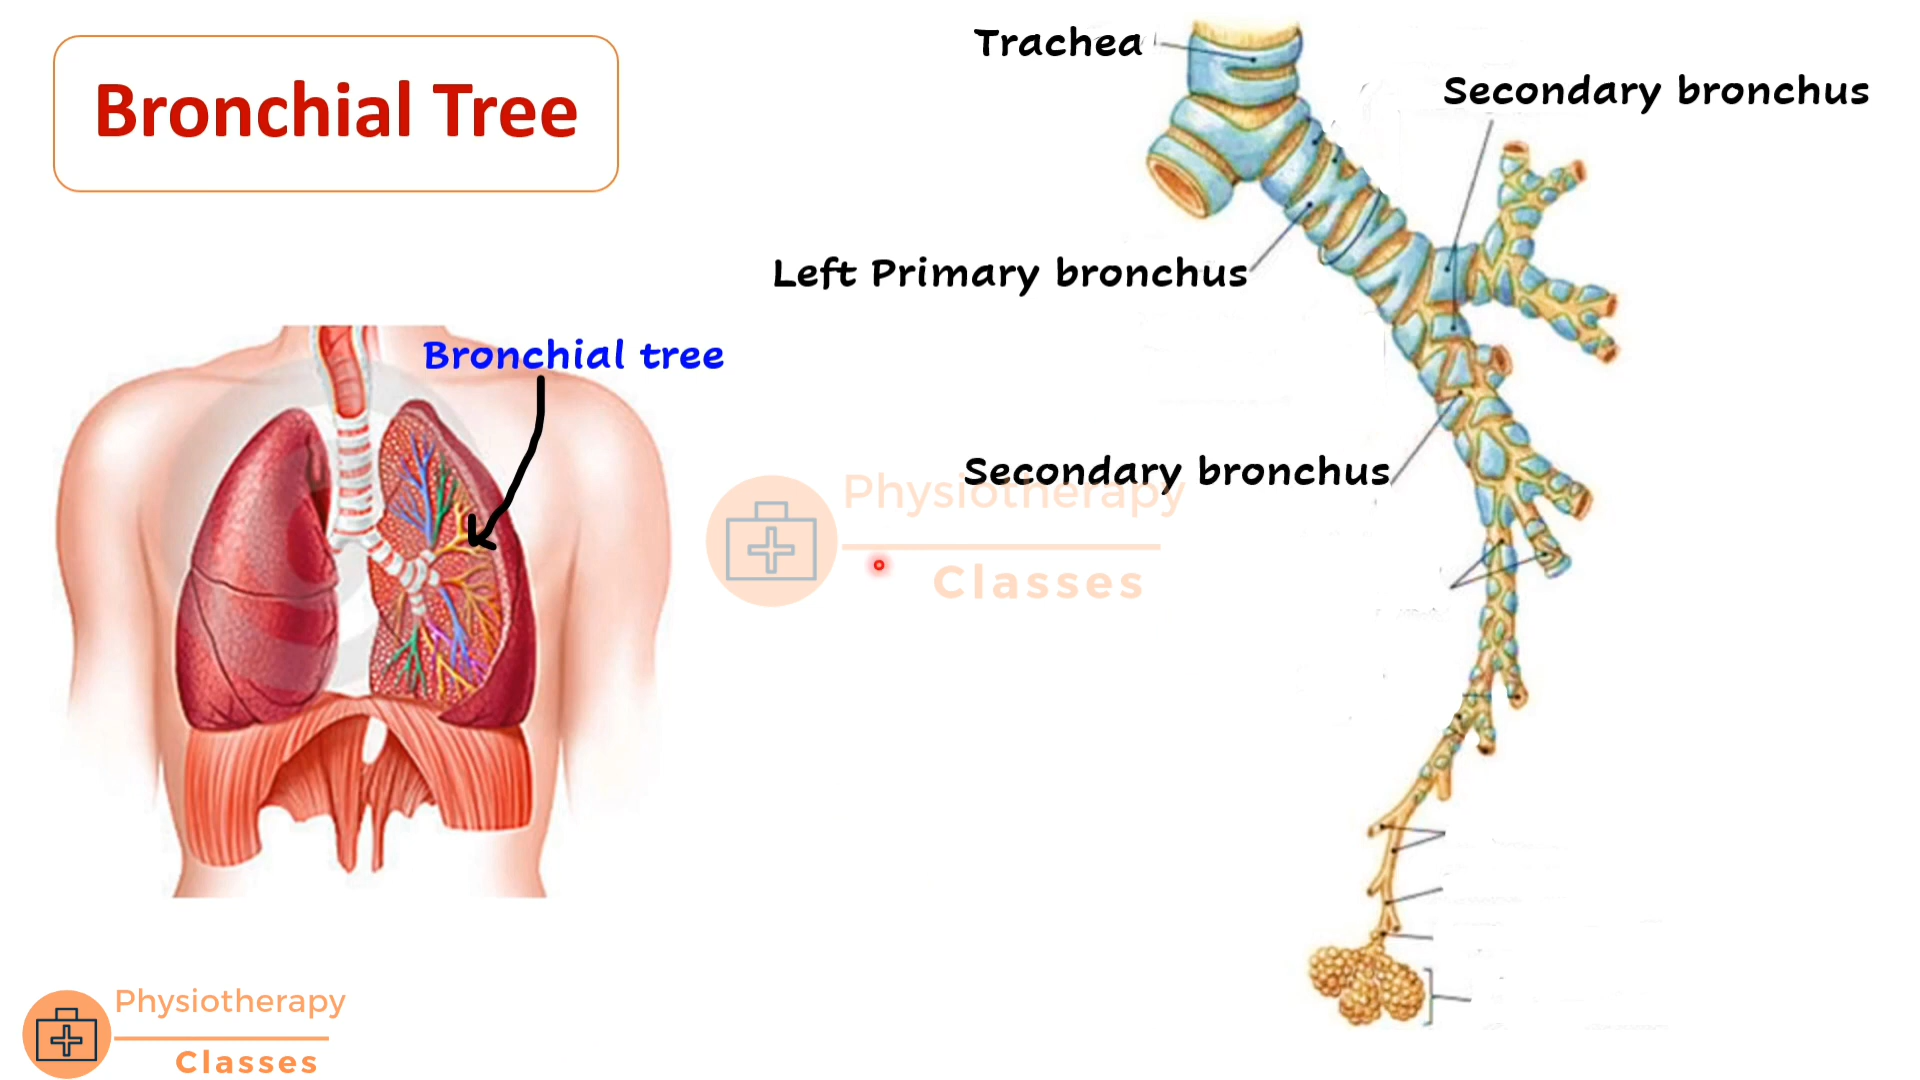 Bronchial Tree
Trachea
Secondary bronchus
Left Primary bronchus
Bronchial tree
Secondary bronchus
Physiotherapy
Classes
Physiotherapy
Classes